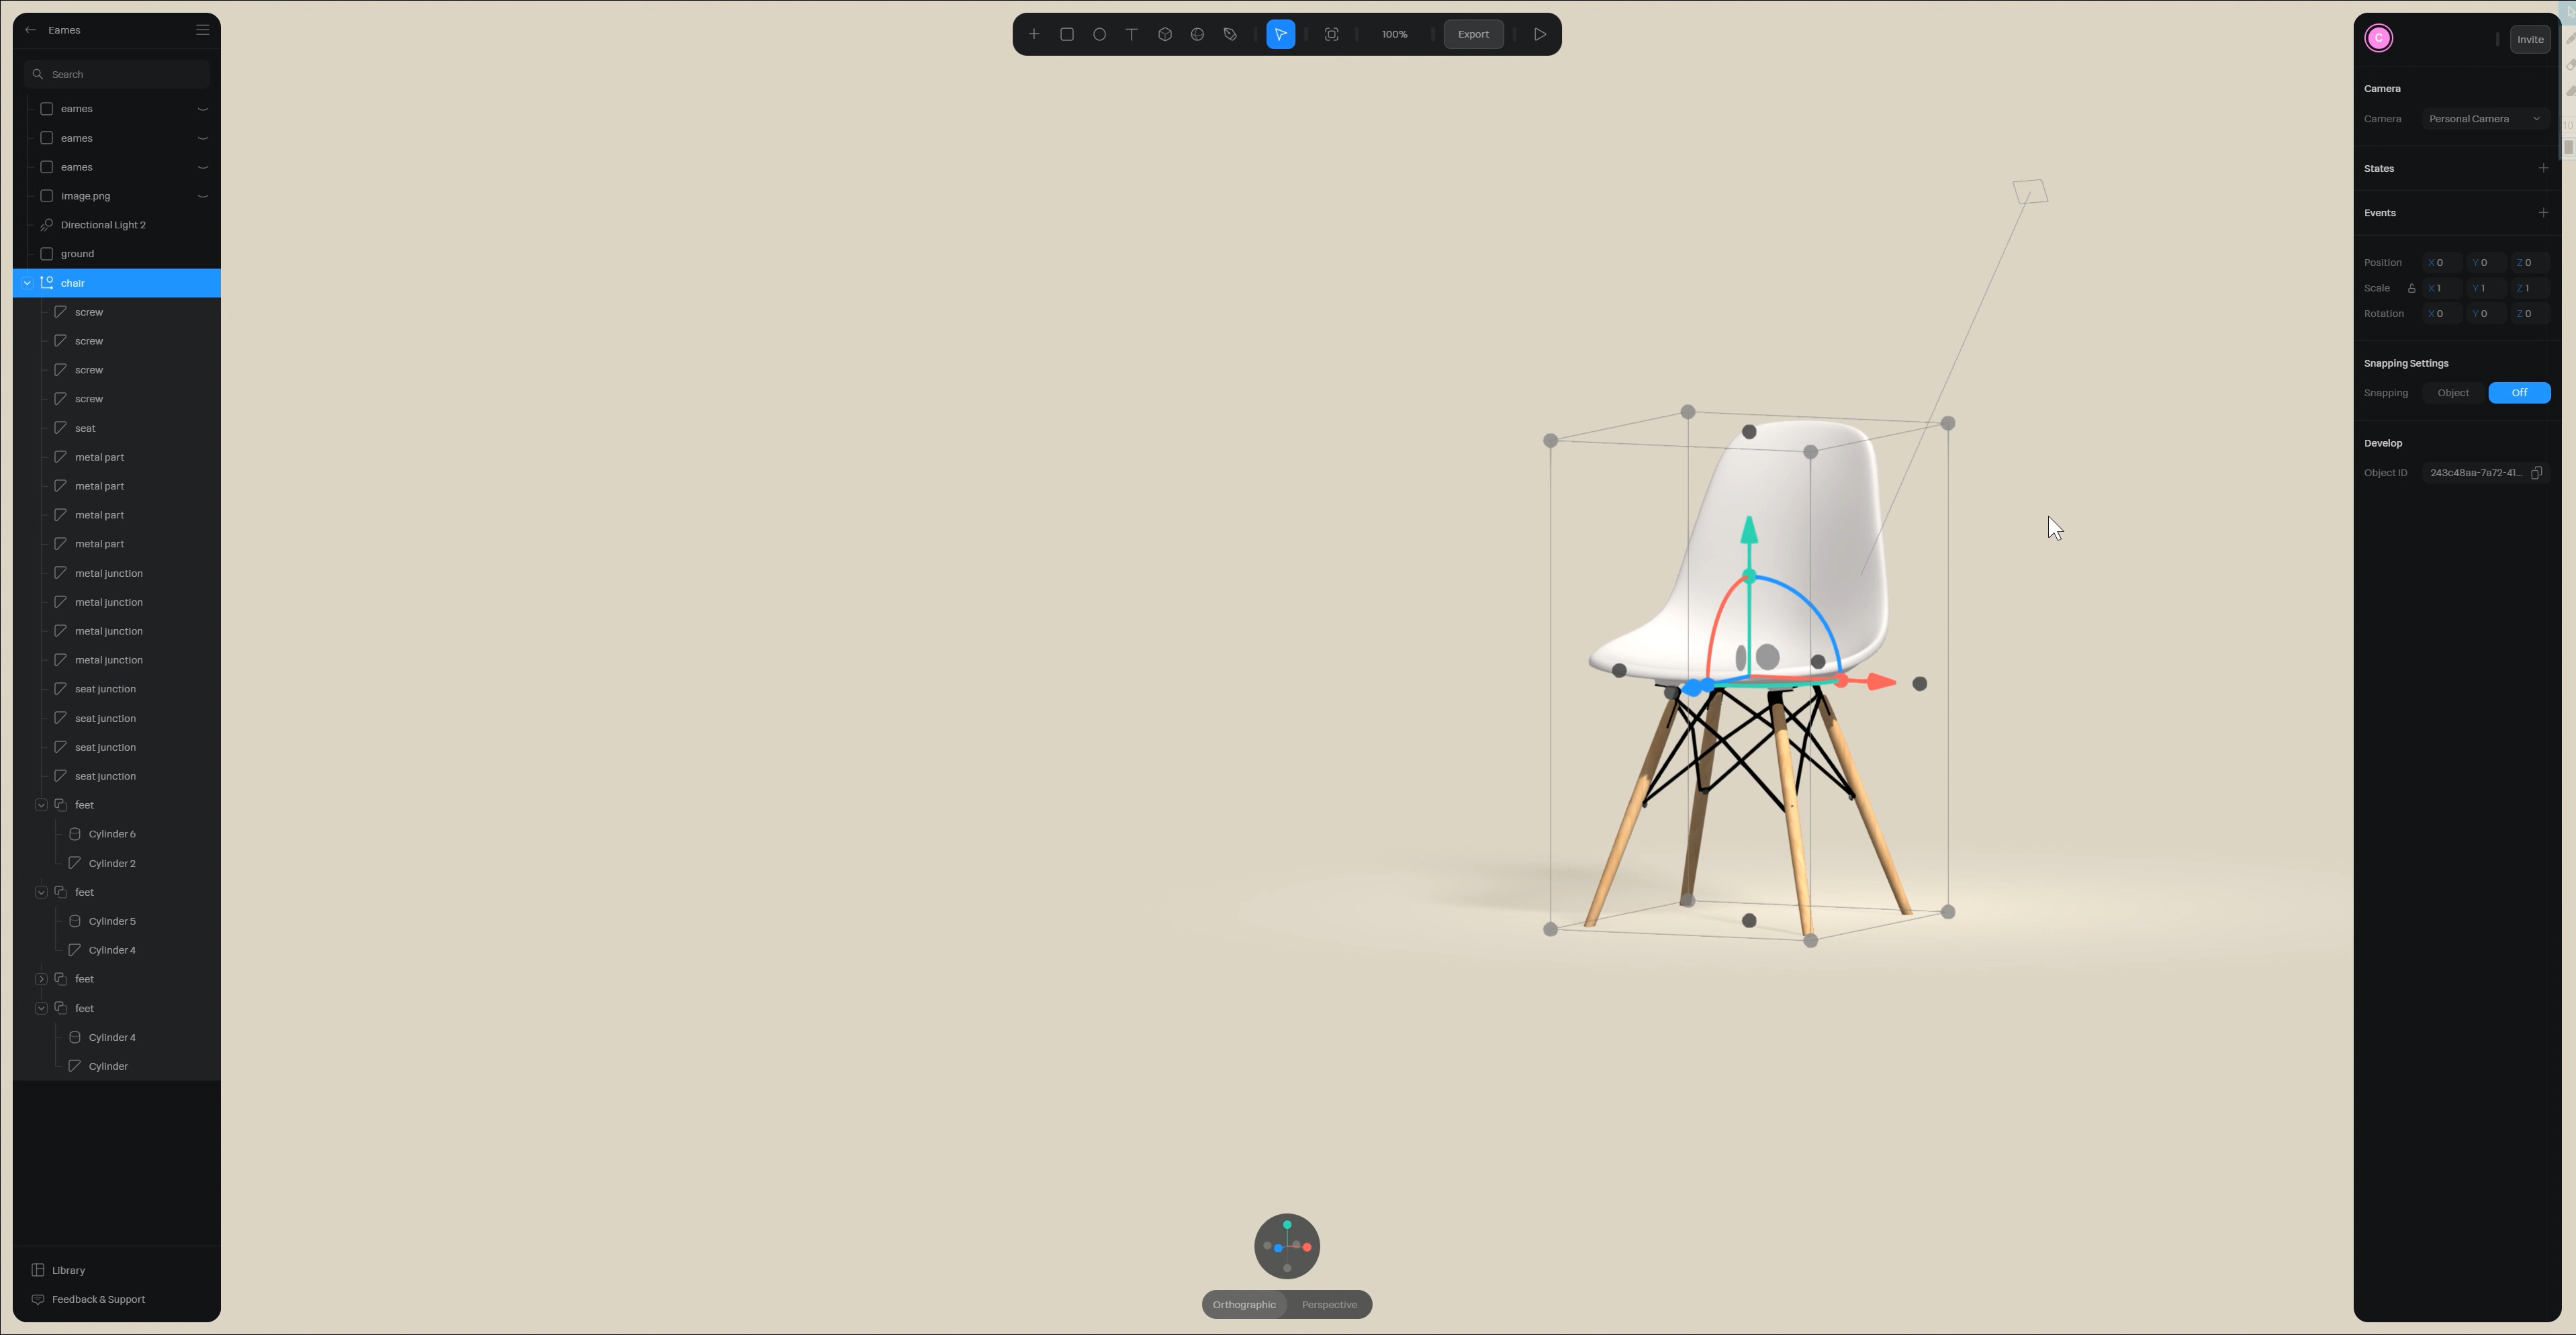 Eames
Search
eames
eames
eames
image.png
Directional Light 2
ground
chair
screw
screw
screw
screw
seat
metal part
metal part
metal part
metal part
metal junction
metal junction
metal junction
metal junction
seat junction
seat junction
seat junction
seat junction
feet
Cylinder 6
Cylinder 2
feet
Cylinder 5
Cylinder 4
feet
feet
Cylinder 4
Cylinder
Library
Feedback & Support
100%
Export
Orthographic Perspective
C
Invite
Camera
Camera Personal Camera
States
Events
Position X 0 Y 0 Z 0
Scale X 1 Y 1 Z 1
Rotation X 0 Y 0 Z 0
Snapping Settings
Snapping Object Off
Develop
Object ID 243c48aa-7a72-41...
10